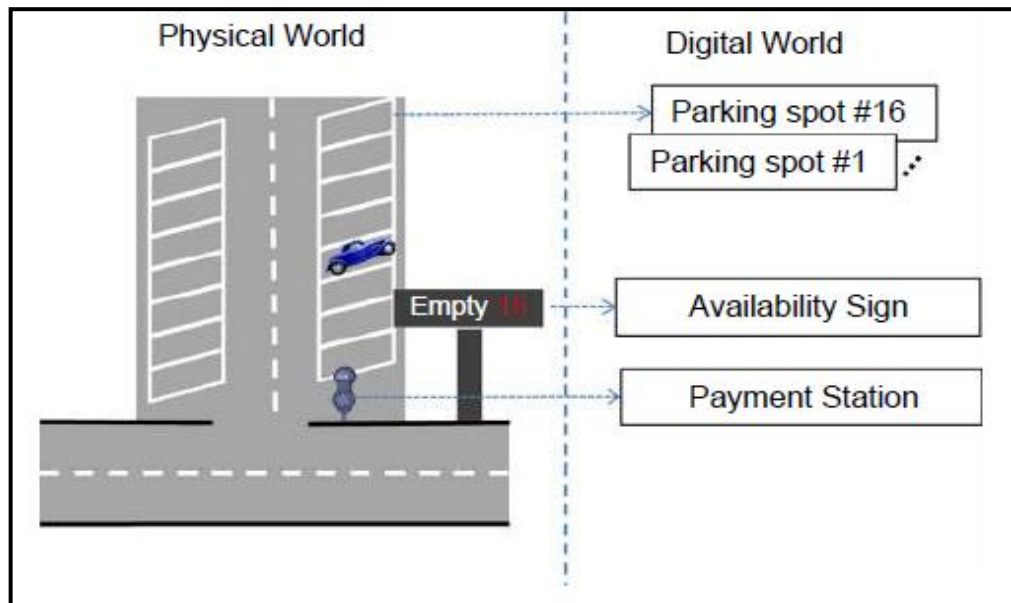 Physical World
Digital World
Parking spot #16
Parking spot #1
Empty 15
Availability Sign
Payment Station